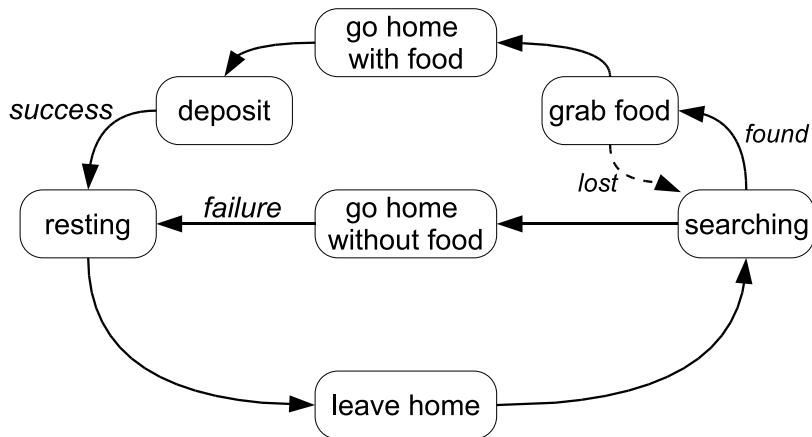 go home
with food
success
deposit
grab food
found
lost
resting
failure
go home
without food
searching
leave home